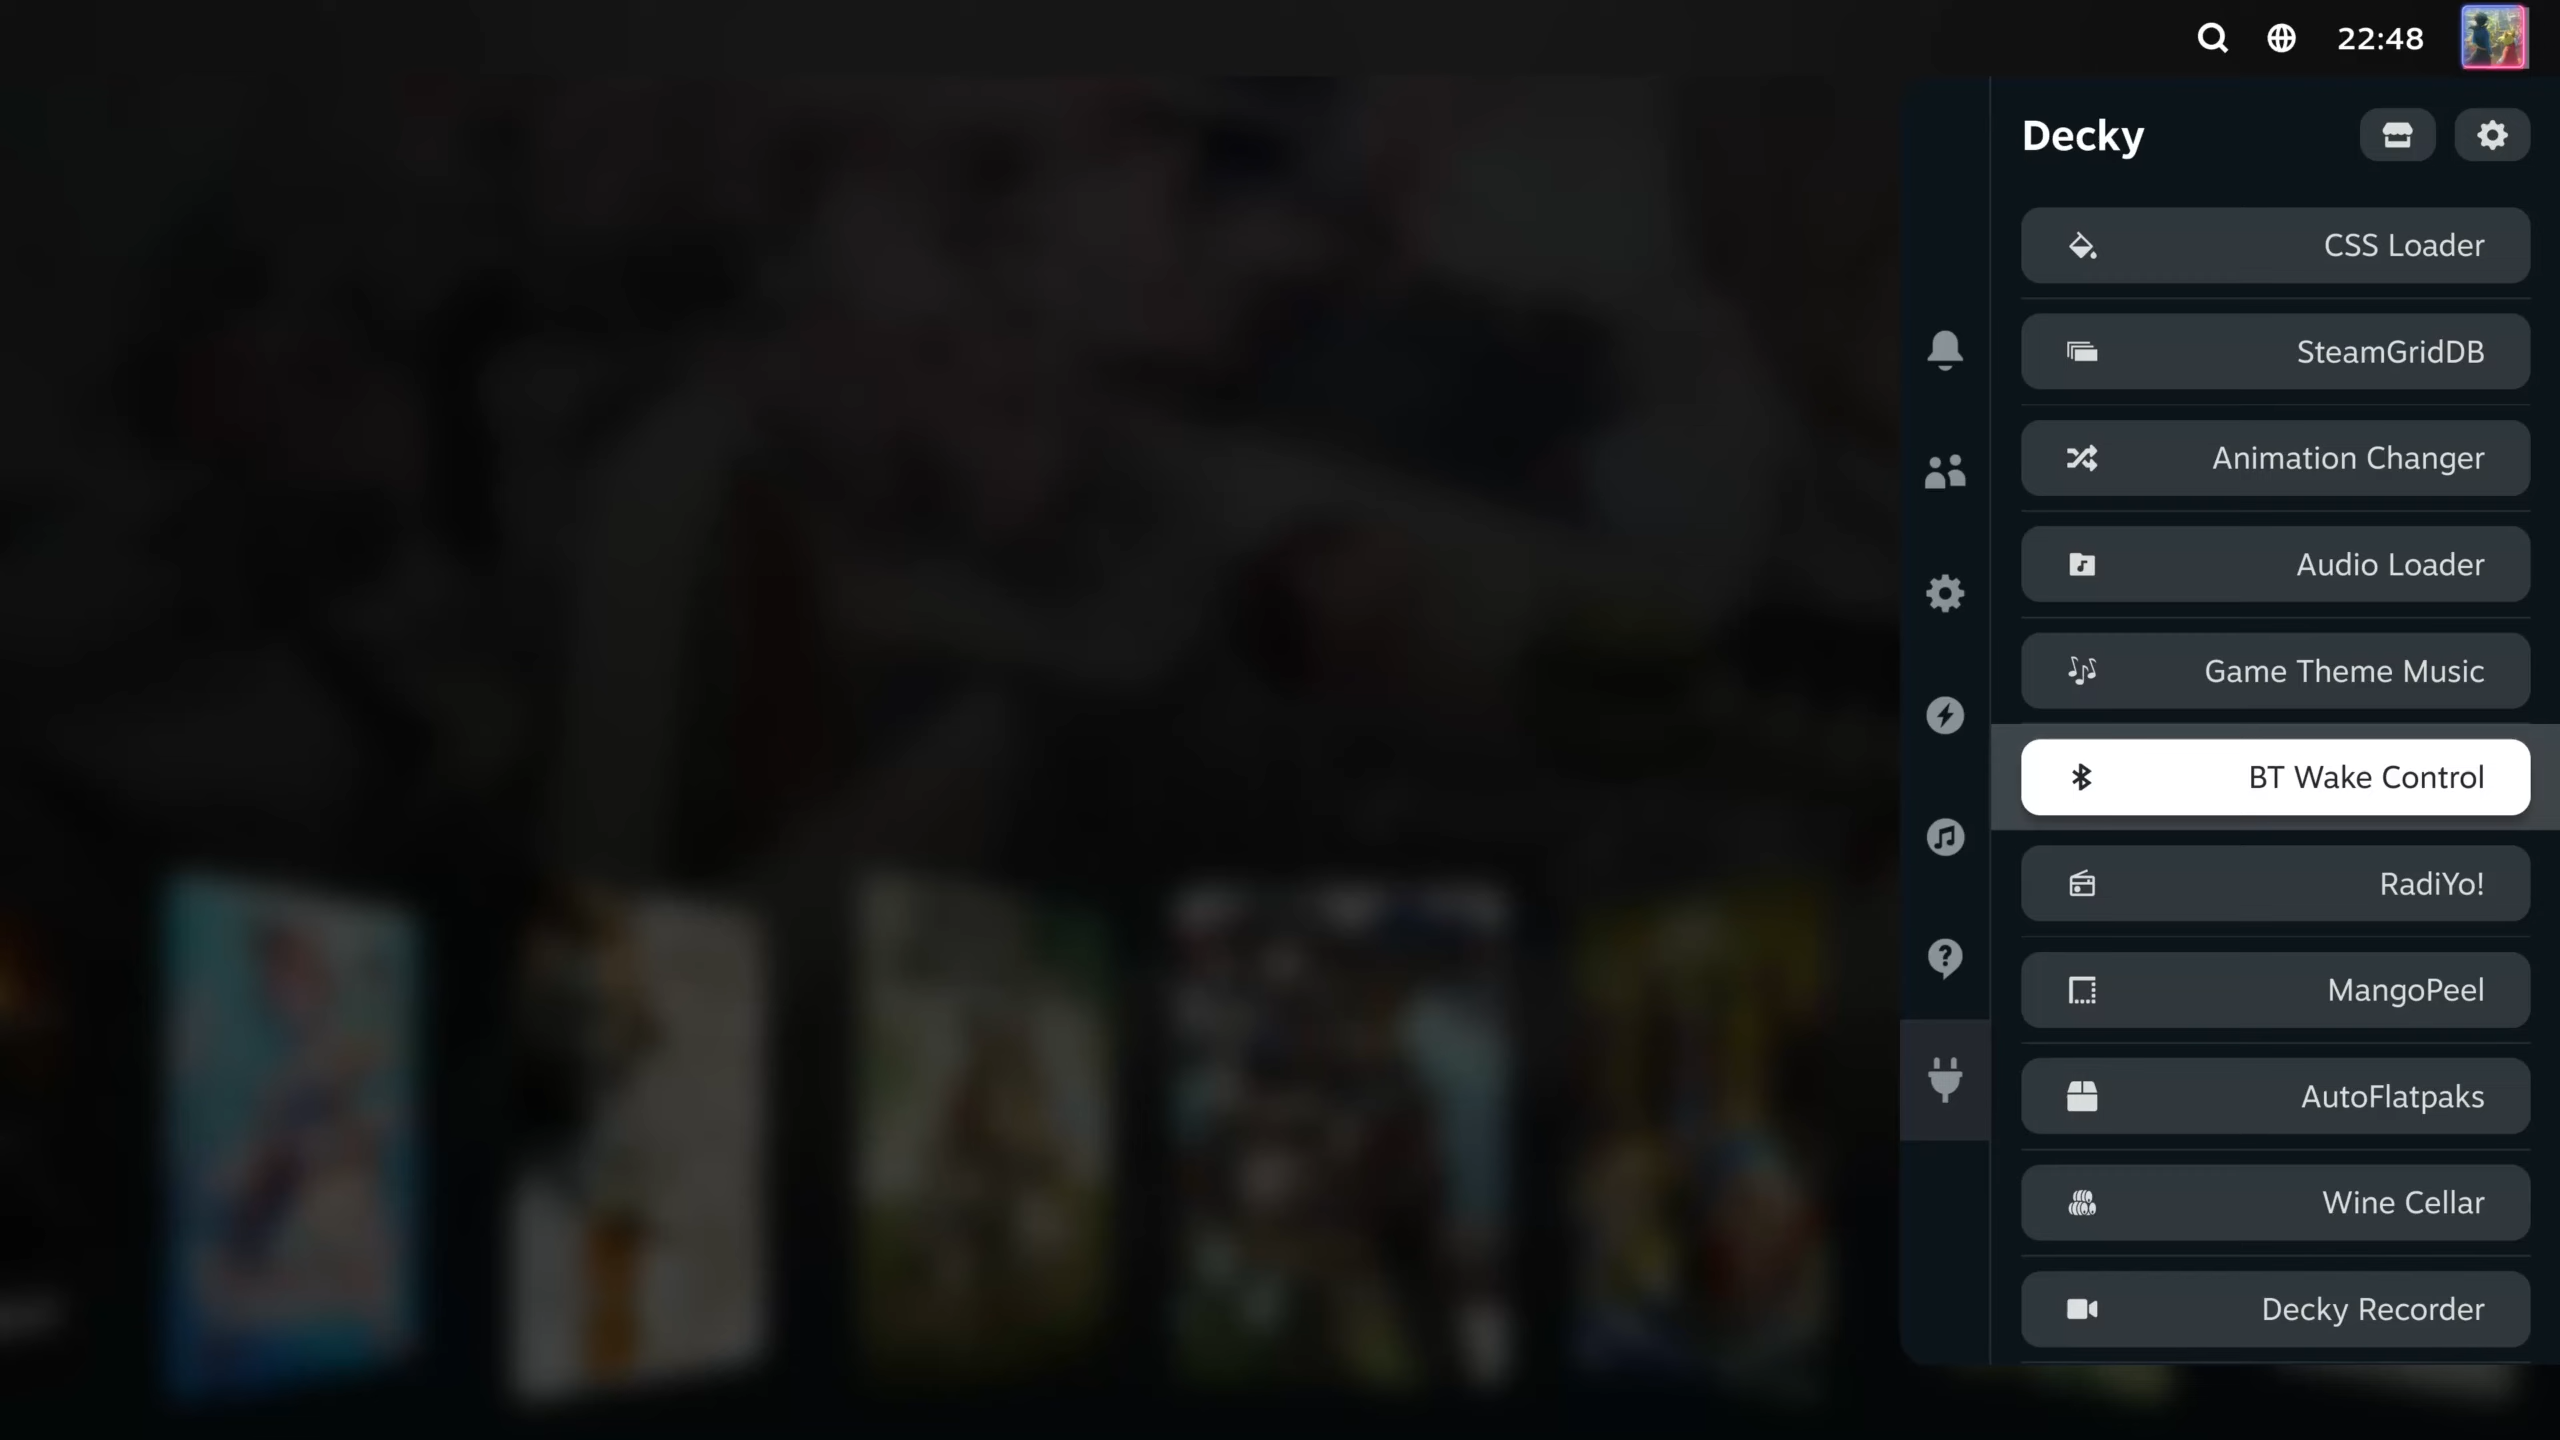 22:48
Decky
CSS Loader
SteamGridDB
Animation Changer
Audio Loader
Game Theme Music
BT Wake Control
RadiYo!
MangoPeel
AutoFlatpaks
Wine Cellar
Decky Recorder